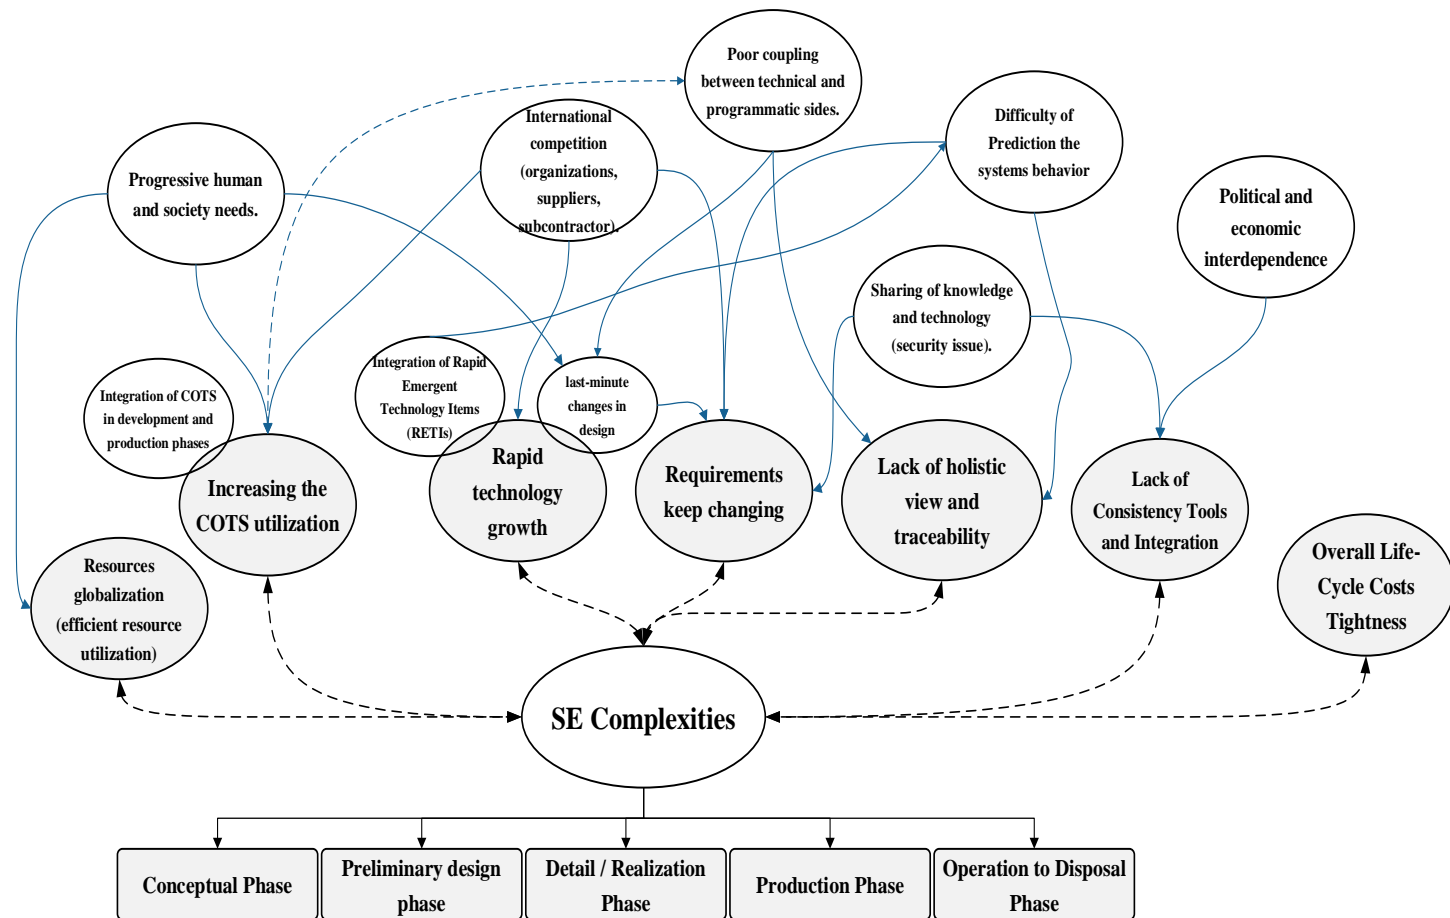 Poor coupling
between technical and
programmatic sides.
International
competition
(organizations,
suppliers,
subcontractor).
Difficulty of
Prediction the
systems behavior
Progressive human
and society needs.
Political and
economic
interdependence
Sharing of knowledge
and technology
(security issue).
Integration of COTS
in development and
production phases
Integration of Rapid
Emergent
Technology Items
(RETIs)
last-minute
changes in
design
Increasing the
COTS utilization
Rapid
technology
growth
Requirements
keep changing
Lack of holistic
view and
traceability
Lack of
Consistency Tools
and Integration
Overall Life-
Cycle Costs
Tightness
Resources
globalization
(efficient resource
utilization)
SE Complexities
Conceptual Phase
Preliminary design
phase
Detail / Realization
Phase
Production Phase
Operation to Disposal
Phase